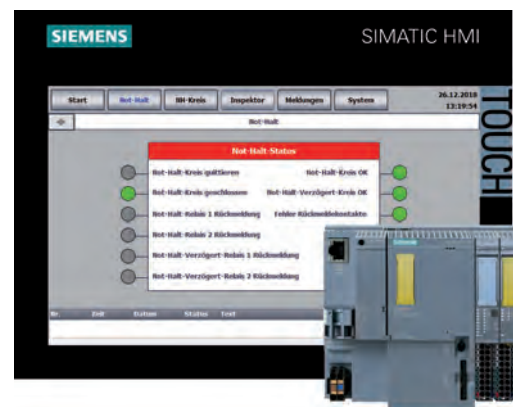 SIEMENS
SIMATIC HMI
TOUCH
Start Not-Halt NH-Kreis Inspektor Meldungen System
26.12.2018
13:19:54
Not-Halt
Not-Halt-Status
Not-Halt-Kreis quittieren
Not-Halt-Kreis OK
Not-Halt-Kreis geschlossen
Not-Halt-Verzögert-Kreis OK
Not-Halt-Relais 1 Rückmeldung
Fehler Rückmeldekontakte
Not-Halt-Relais 2 Rückmeldung
Not-Halt-Verzögert-Relais 1 Rückmeldung
Not-Halt-Verzögert-Relais 2 Rückmeldung
Nr. Zeit Datum Status Text
SIEMENS